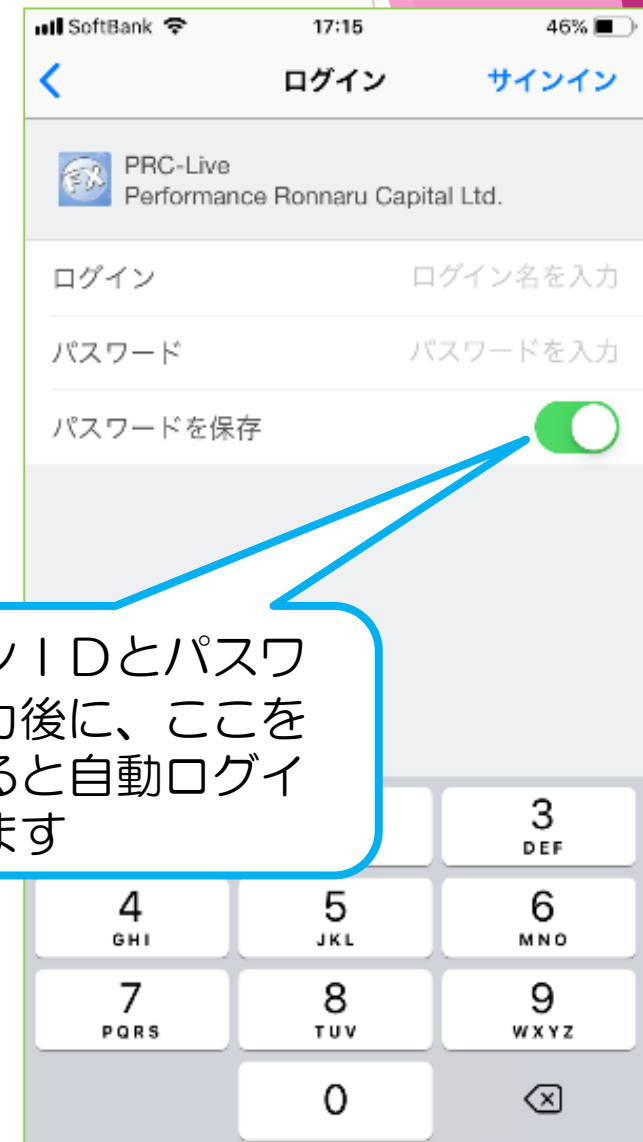 SoftBank 17:15 46%
ログイン サインイン
PRC-Live
Performance Ronnaru Capital Ltd.
ログイン ログイン名を入力
パスワード パスワードを入力
パスワードを保存
ンＩＤとパスワ
力後に、ここを
ると自動ログイ
ます
3
DEF
4 5 6
GHI JKL MNO
7 8 9
PQRS TUV WXYZ
0